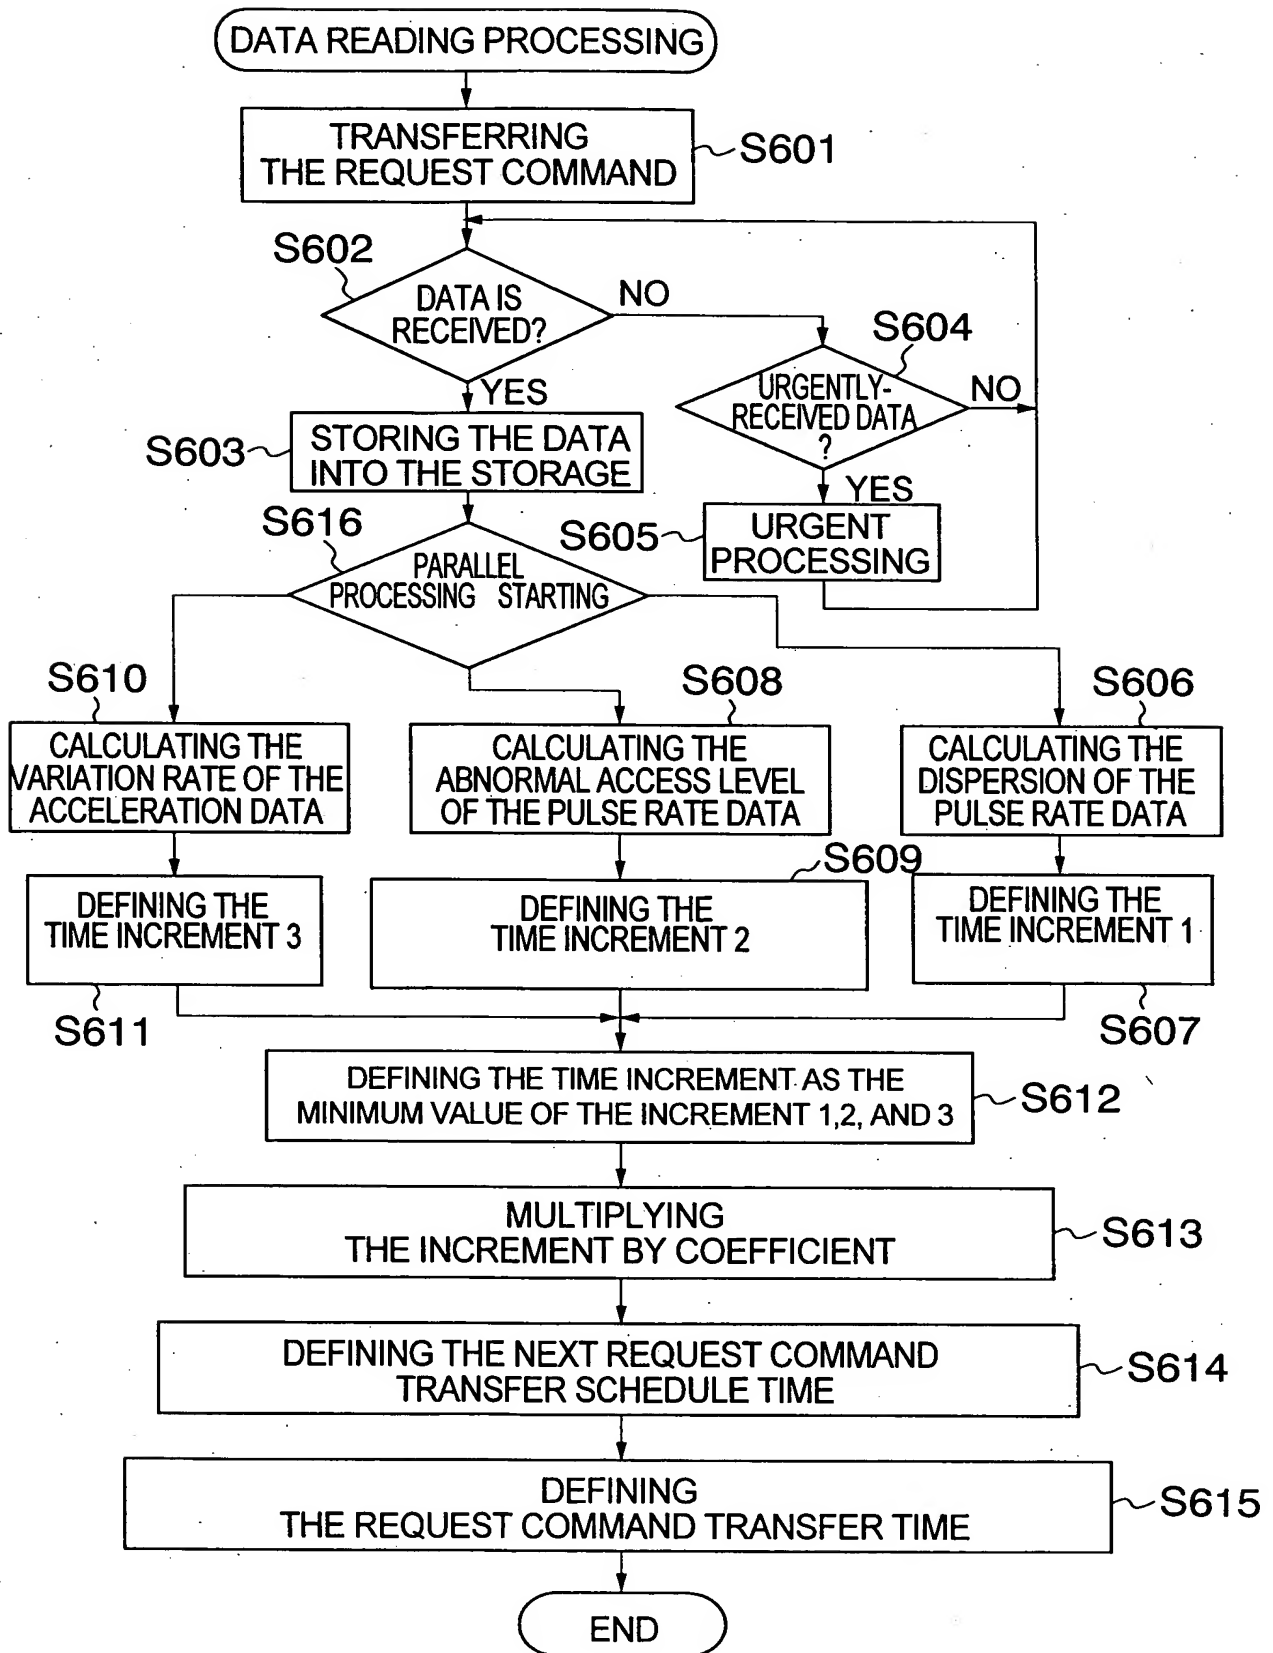 DATA READING PROCESSING
TRANSFERRING
THE REQUEST COMMAND
S601
S602
DATA IS
RECEIVED?
NO
YES
S604
URGENTLY-
RECEIVED DATA
?
NO
YES
S603
STORING THE DATA
INTO THE STORAGE
S605
URGENT
PROCESSING
S616
PARALLEL
PROCESSING STARTING
S610
CALCULATING THE
VARIATION RATE OF THE
ACCELERATION DATA
S608
CALCULATING THE
ABNORMAL ACCESS LEVEL
OF THE PULSE RATE DATA
S606
CALCULATING THE
DISPERSION OF THE
PULSE RATE DATA
DEFINING THE
TIME INCREMENT 3
S611
S609
DEFINING THE
TIME INCREMENT 2
DEFINING THE
TIME INCREMENT 1
S607
DEFINING THE TIME INCREMENT AS THE
MINIMUM VALUE OF THE INCREMENT 1,2, AND 3
S612
MULTIPLYING
THE INCREMENT BY COEFFICIENT
S613
DEFINING THE NEXT REQUEST COMMAND
TRANSFER SCHEDULE TIME
S614
DEFINING
THE REQUEST COMMAND TRANSFER TIME
S615
END